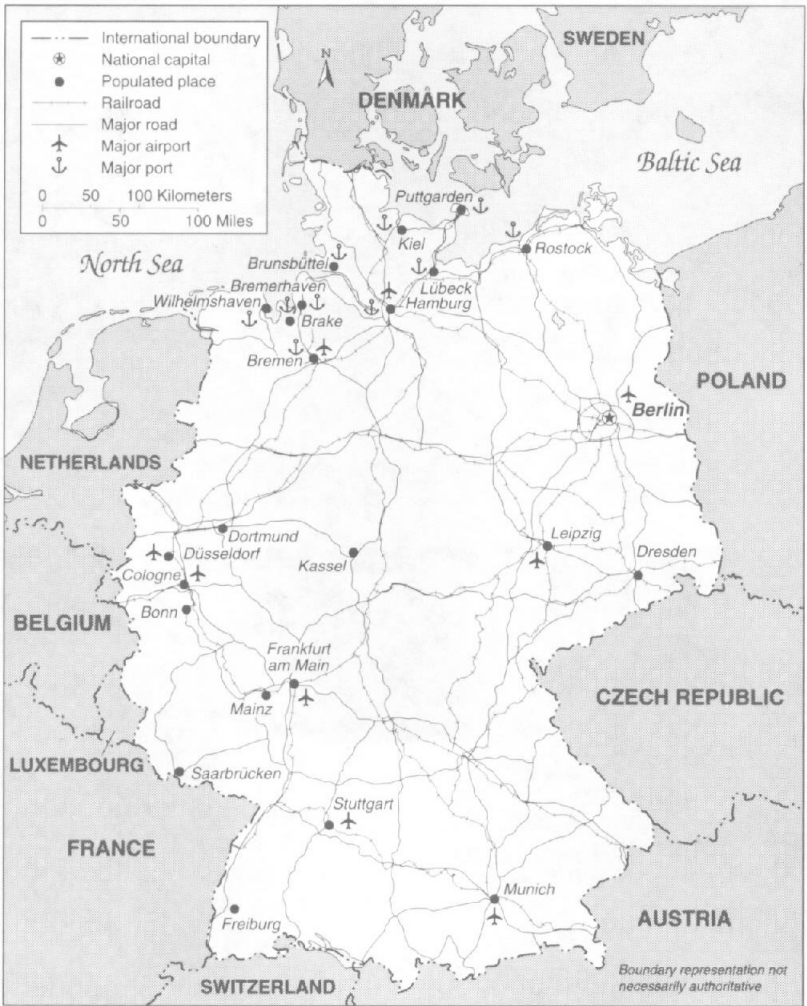 International boundary
National capital
Populated place
Railroad
Major road
Major airport
Major port
0 50 100 Kilometers
0 50 100 Miles
N
SWEDEN
DENMARK
Baltic Sea
Puttgarden
Kiel
Rostock
North Sea
Brunsbüttel
Lübeck
Bremerhaven
Hamburg
Wilhelmshaven
Brake
Bremen
POLAND
Berlin
NETHERLANDS
Dortmund
Leipzig
Düsseldorf
Kassel
Dresden
Cologne
Bonn
BELGIUM
Frankfurt
am Main
CZECH REPUBLIC
Mainz
LUXEMBOURG
Saarbrücken
Stuttgart
FRANCE
Munich
Freiburg
AUSTRIA
SWITZERLAND
Boundary representation not
necessarily authoritative